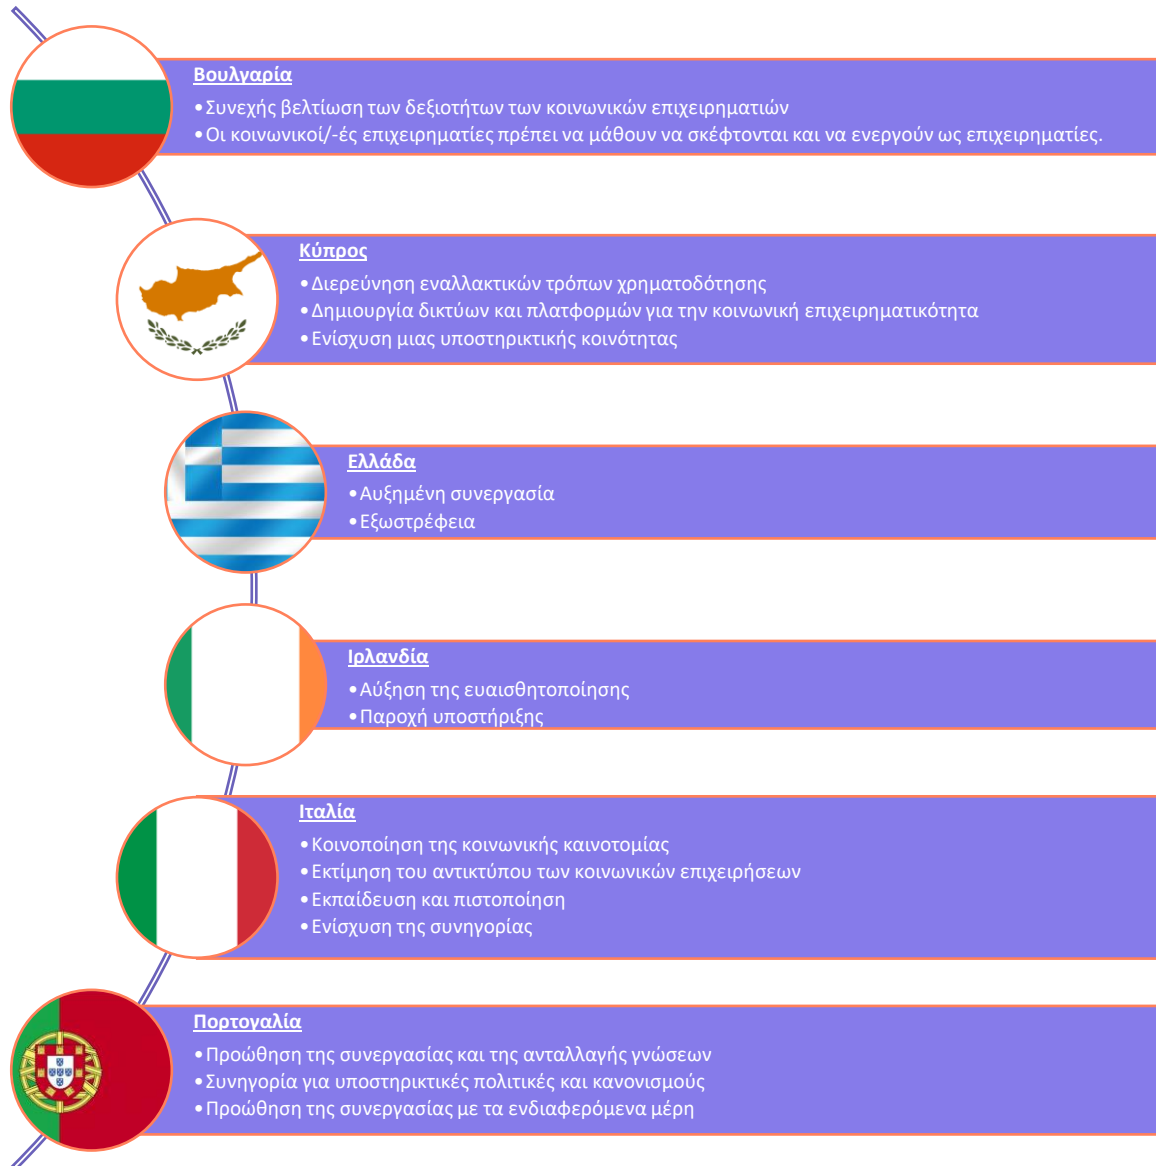 Βουλγαρία
•Συνεχής βελτίωση των δεξιοτήτων των κοινωνικών επιχειρηματιών
•Οι κοινωνικοί/-ές επιχειρηματίες πρέπει να μάθουν να σκέφτονται και να ενεργούν ως επιχειρηματίες.
Κύπρος
•Διερεύνηση εναλλακτικών τρόπων χρηματοδότησης
•Δημιουργία δικτύων και πλατφορμών για την κοινωνική επιχειρηματικότητα
•Ενίσχυση μιας υποστηρικτικής κοινότητας
Ελλάδα
•Αυξημένη συνεργασία
•Εξωστρέφεια
Ιρλανδία
•Αύξηση της ευαισθητοποίησης
•Παροχή υποστήριξης
Ιταλία
•Κοινοποίηση της κοινωνικής καινοτομίας
•Εκτίμηση του αντικτύπου των κοινωνικών επιχειρήσεων
•Εκπαίδευση και πιστοποίηση
•Ενίσχυση της συνηγορίας
Πορτογαλία
•Προώθηση της συνεργασίας και της ανταλλαγής γνώσεων
•Συνηγορία για υποστηρικτικές πολιτικές και κανονισμούς
•Προώθηση της συνεργασίας με τα ενδιαφερόμενα μέρη